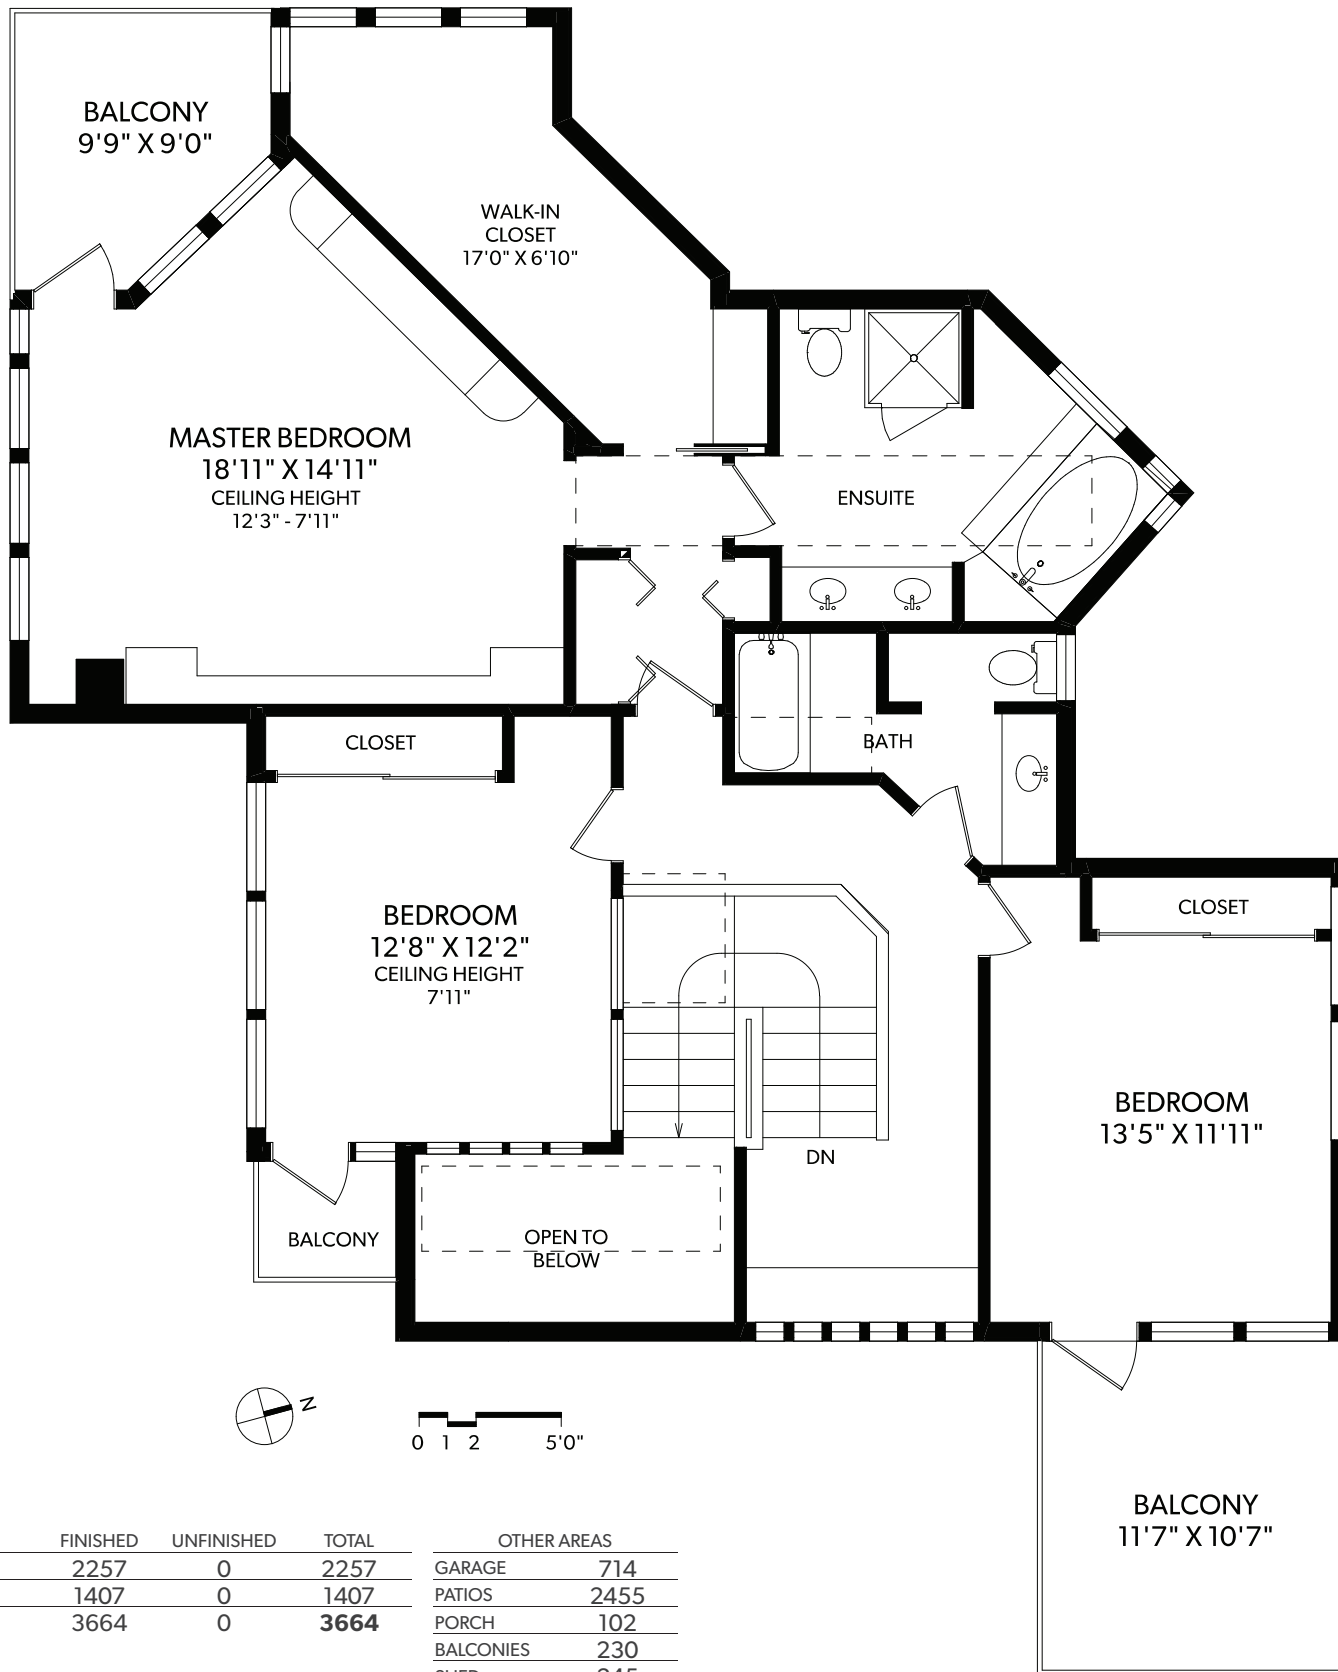 BALCONY
9'9" X 9'0"
WALK-IN
CLOSET
17'0" X 6'10"
MASTER BEDROOM
18'11" X 14'11"
CEILING HEIGHT
12'3" - 7'11"
ENSUITE
CLOSET
BATH
BEDROOM
12'8" X 12'2"
CEILING HEIGHT
7'11"
CLOSET
BEDROOM
13'5" X 11'11"
DN
BALCONY
OPEN TO
BELOW
N
0 1 2 5'0"
BALCONY
11'7" X 10'7"
FINISHED UNFINISHED TOTAL
2257 0 2257
1407 0 1407
3664 0 3664
OTHER AREAS
GARAGE 714
PATIOS 2455
PORCH 102
BALCONIES 230